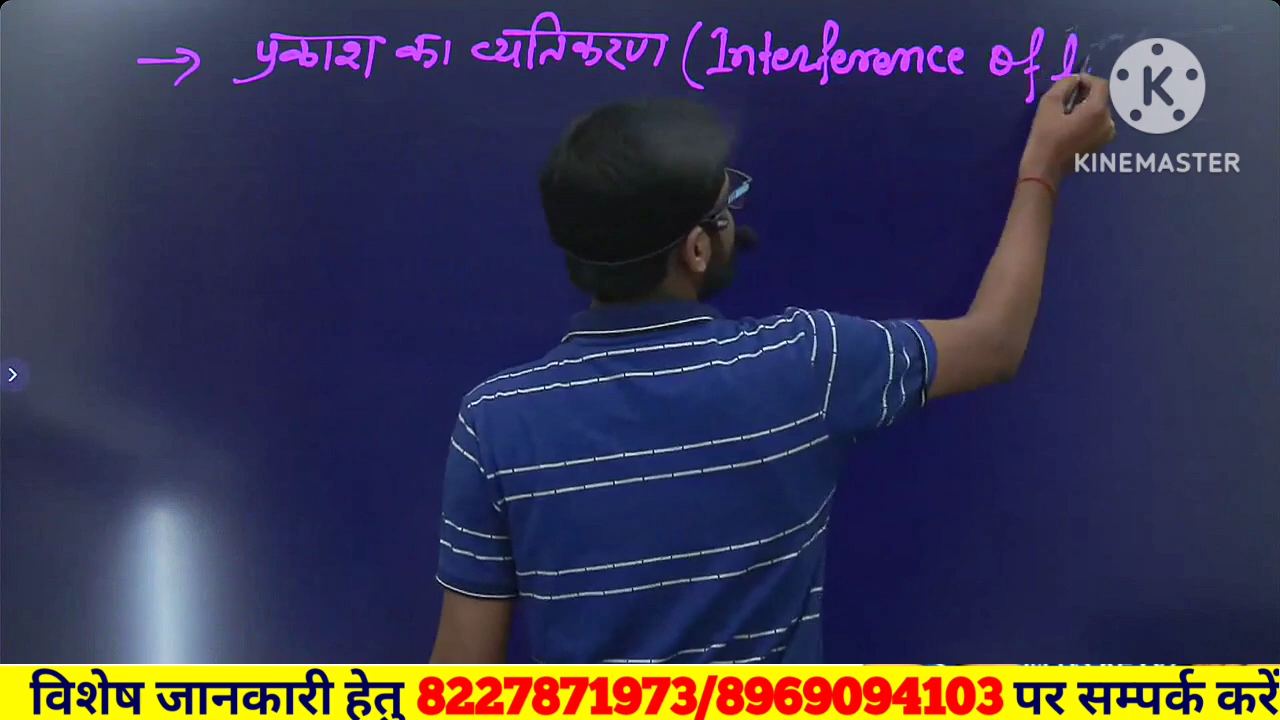 → प्रकाश का व्यतिकरण (Interference of l
K
KINEMASTER
विशेष जानकारी हेतु 8227871973/8969094103 पर सम्पर्क करें